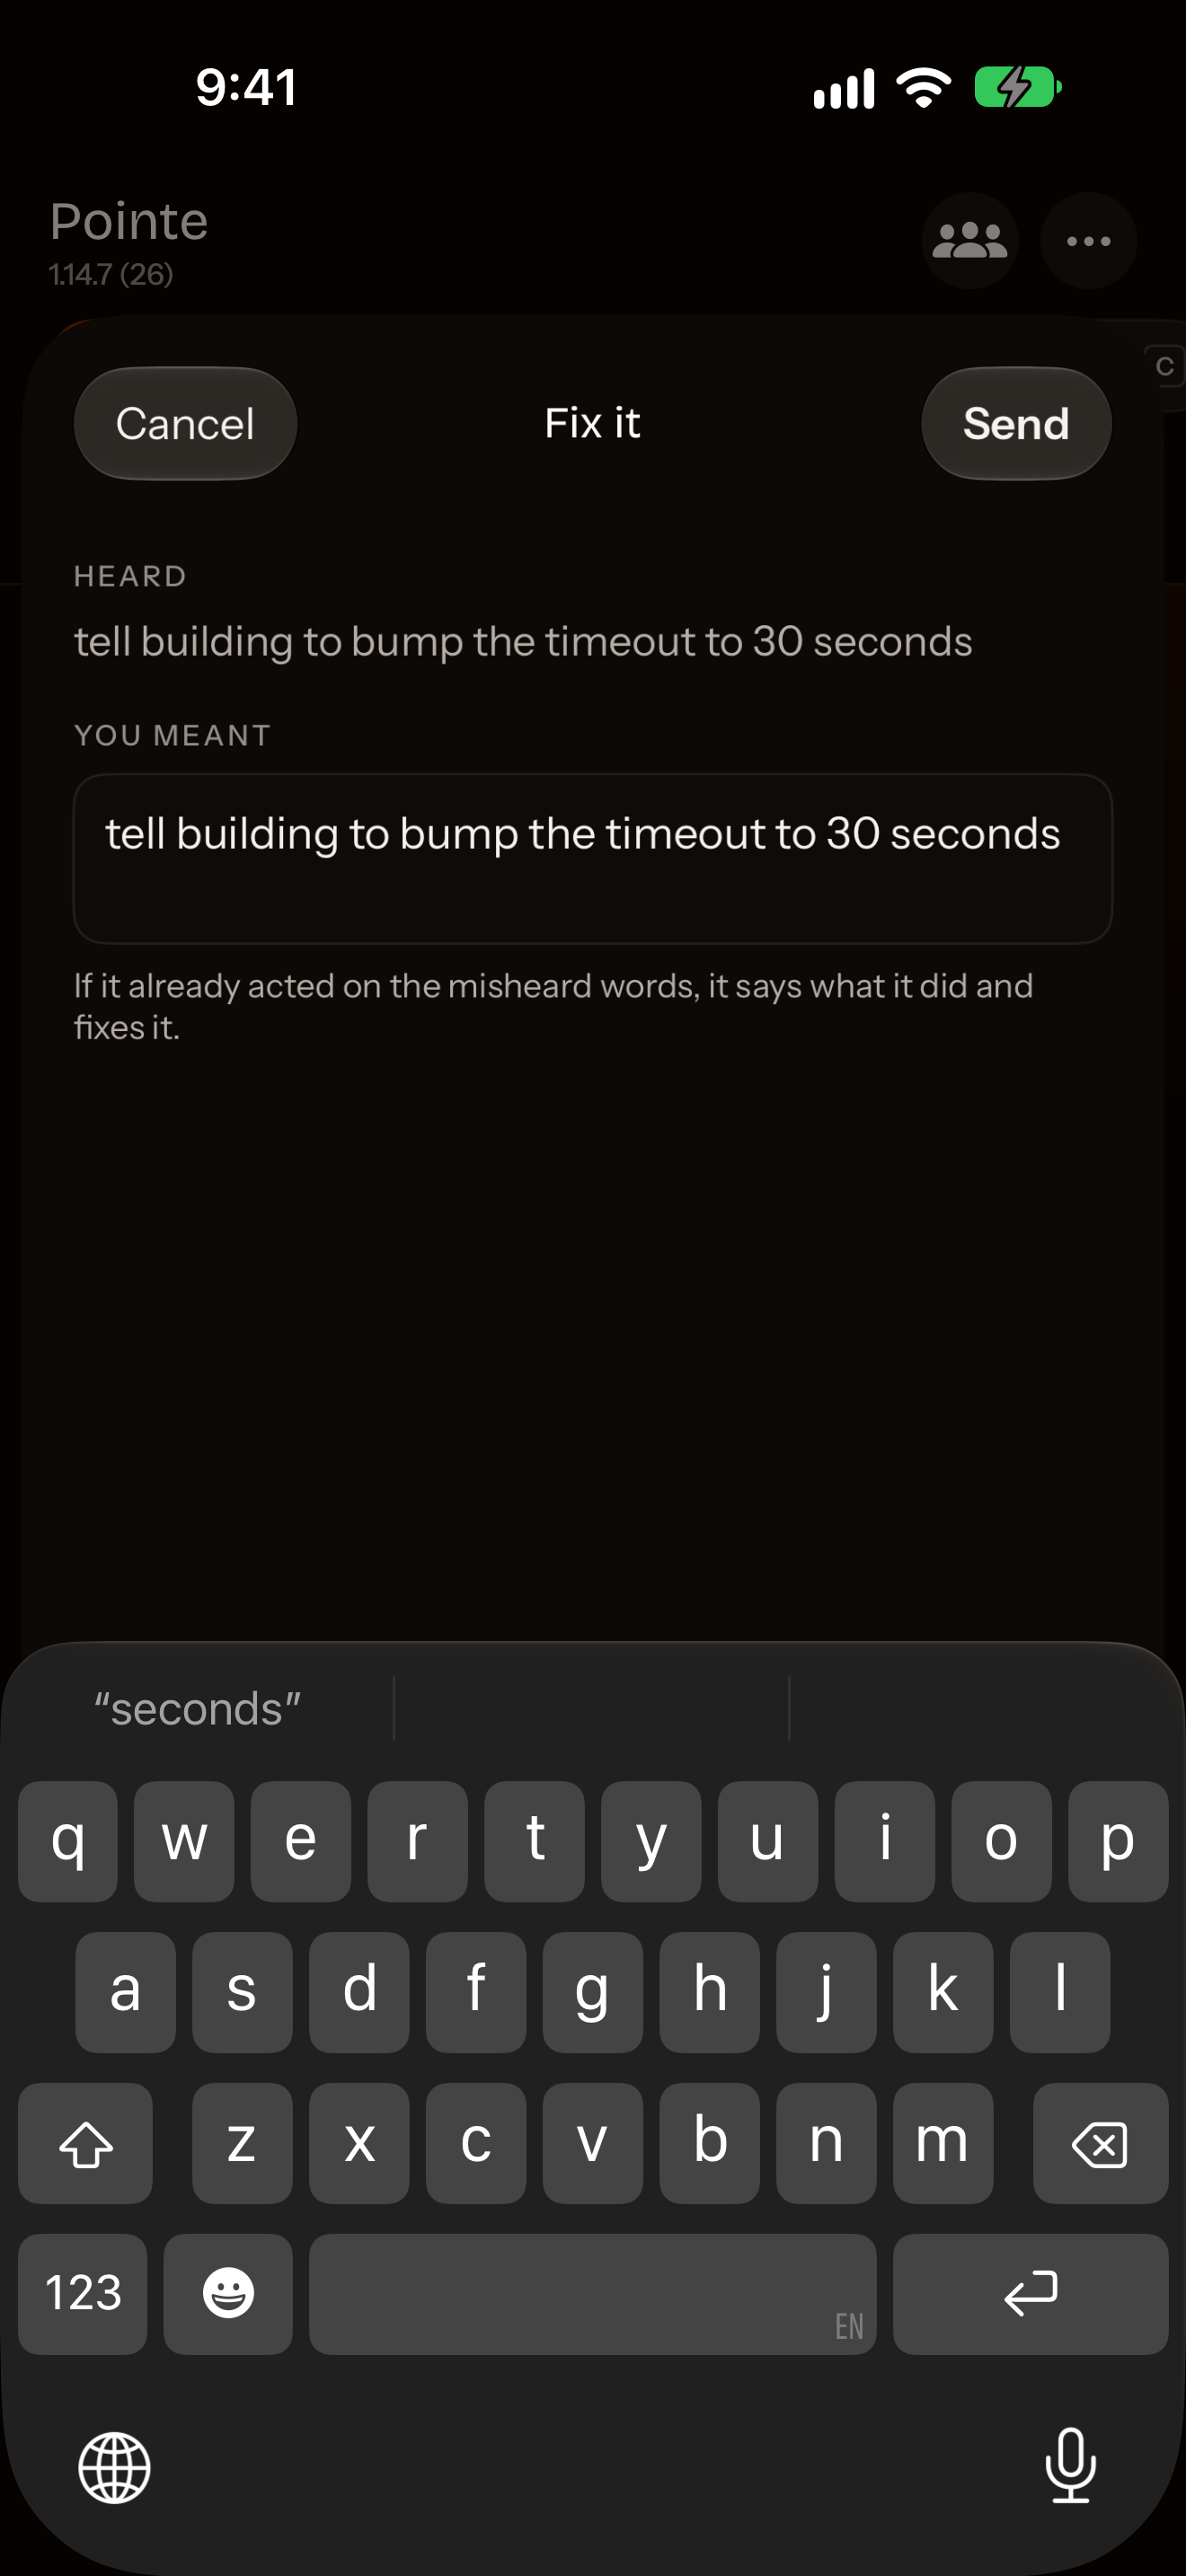 9:41
Pointe
1.14.7 (26)
C
Cancel
Fix it
Send
HEARD
tell building to bump the timeout to 30 seconds
YOU MEANT
tell building to bump the timeout to 30 seconds
If it already acted on the misheard words, it says what it did and
fixes it.
“seconds”
q w e r t y u i o p
a s d f g h j k l
z x c v b n m
123
EN